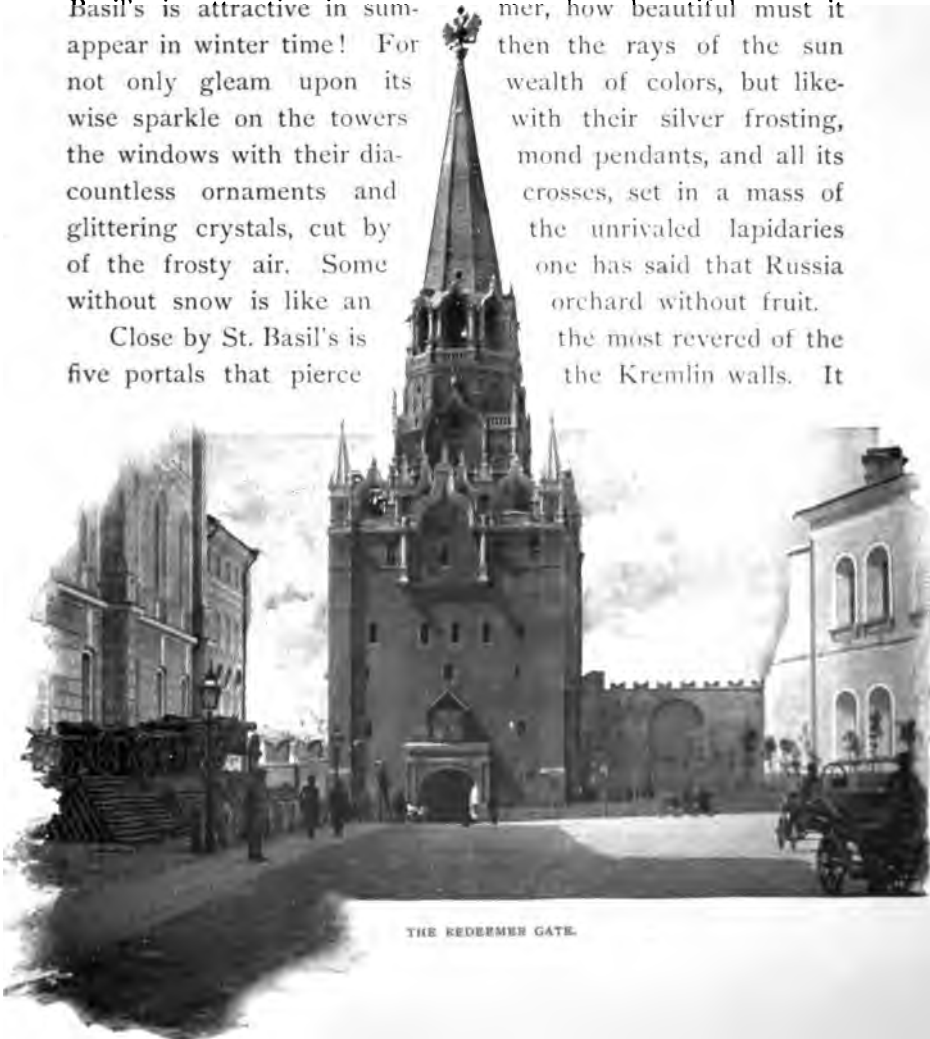 Basil's is attractive in sum- mer, how beautiful must it
appear in winter time! For then the rays of the sun
not only gleam upon its wealth of colors, but like-
wise sparkle on the towers with their silver frosting,
the windows with their dia- mond pendants, and all its
countless ornaments and crosses, set in a mass of
glittering crystals, cut by the unrivaled lapidaries
of the frosty air. Some one has said that Russia
without snow is like an orchard without fruit.
Close by St. Basil's is the most revered of the
five portals that pierce the Kremlin walls. It
THE REDEEMER GATE.